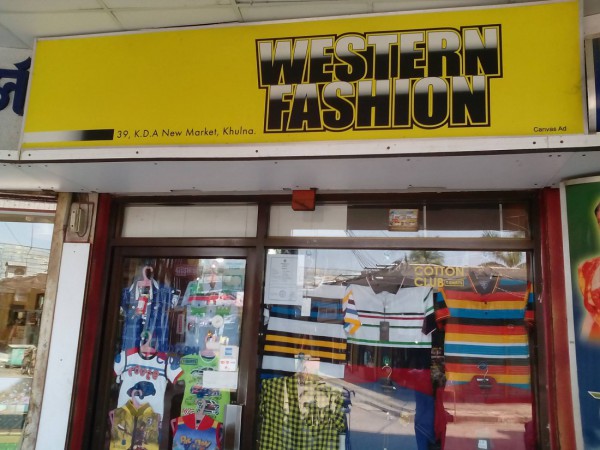 WESTERN
FASHION
39, K.D.A New Market, Khulna.
Canvas Ad
COTTON
CLUB